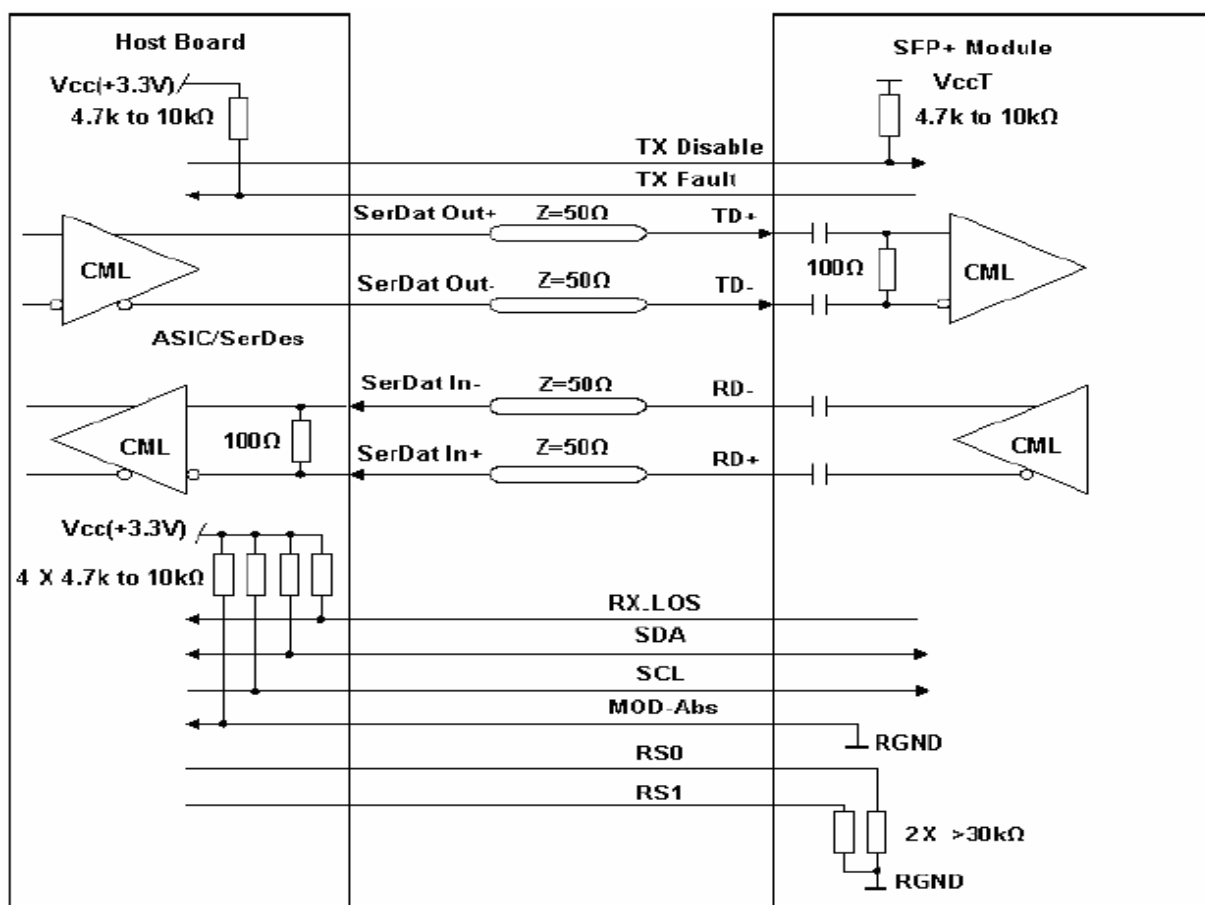 Host Board
SFP+ Module
Vcc(+3.3V)
4.7k to 10kΩ
VccT
4.7k to 10kΩ
TX Disable
TX Fault
SerDat Out+
Z=50Ω
TD+
CML
100Ω
CML
SerDat Out-
Z=50Ω
TD-
ASIC/SerDes
SerDat In-
Z=50Ω
RD-
CML
100Ω
SerDat In+
Z=50Ω
RD+
CML
Vcc(+3.3V)
4 X 4.7k to 10kΩ
RX-LOS
SDA
SCL
MOD-Abs
RGND
RS0
RS1
2X >30kΩ
RGND